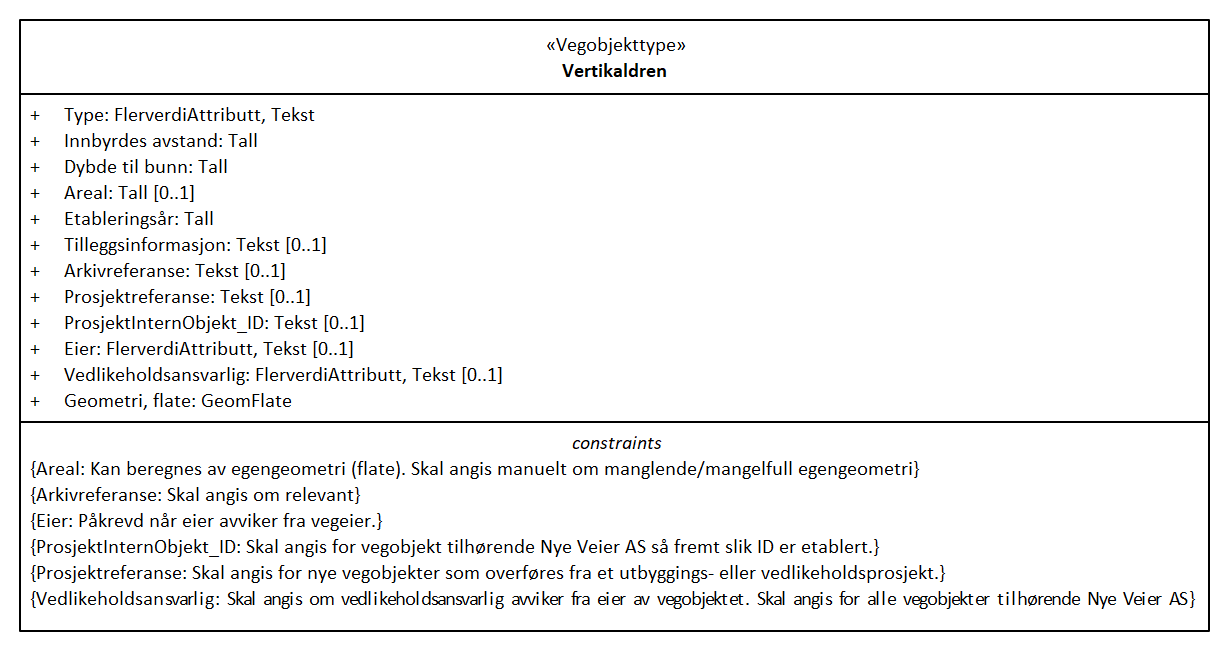 «Vegobjekttype»
Vertikaldren
+ Type: FlerverdiAttributt, Tekst
+ Innbyrdes avstand: Tall
+ Dybde til bunn: Tall
+ Areal: Tall [0..1]
+ Etableringsår: Tall
+ Tilleggsinformasjon: Tekst [0..1]
+ Arkivreferanse: Tekst [0..1]
+ Prosjektreferanse: Tekst [0..1]
+ ProsjektInternObjekt_ID: Tekst [0..1]
+ Eier: FlerverdiAttributt, Tekst [0..1]
+ Vedlikeholdsansvarlig: FlerverdiAttributt, Tekst [0..1]
+ Geometri, flate: GeomFlate
constraints
{Areal: Kan beregnes av egengeometri (flate). Skal angis manuelt om manglende/mangelfull egengeometri}
{Arkivreferanse: Skal angis om relevant}
{Eier: Påkrevd når eier avviker fra vegeier.}
{ProsjektInternObjekt_ID: Skal angis for vegobjekt tilhørende Nye Veier AS så fremt slik ID er etablert.}
{Prosjektreferanse: Skal angis for nye vegobjekter som overføres fra et utbyggings- eller vedlikeholdsprosjekt.}
{Vedlikeholdsansvarlig: Skal angis om vedlikeholdsansvarlig avviker fra eier av vegobjektet. Skal angis for alle vegobjekter tilhørende Nye Veier AS}